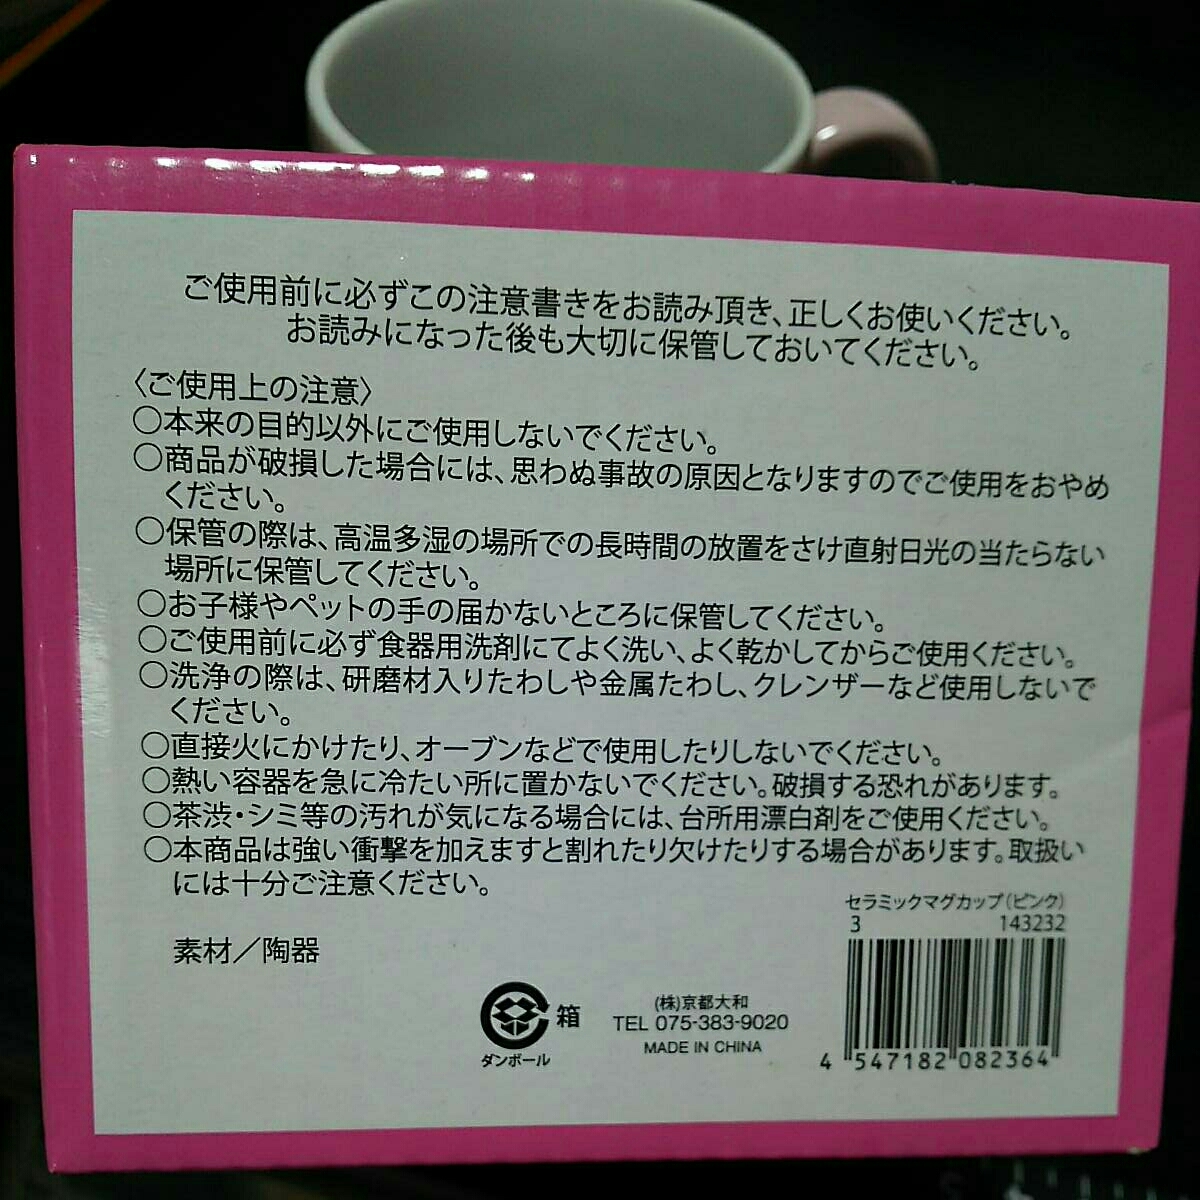 ご使用前に必ずこの注意書きをお読み頂き、正しくお使いください。
お読みになった後も大切に保管しておいてください。
〈ご使用上の注意〉
○本来の目的以外にご使用しないでください。
○商品が破損した場合には、思わぬ事故の原因となりますのでご使用をおやめ
ください。
○保管の際は、高温多湿の場所での長時間の放置をさけ直射日光の当たらない
場所に保管してください。
○お子様やペットの手の届かないところに保管してください。
○ご使用前に必ず食器用洗剤にてよく洗い、よく乾かしてからご使用ください。
○洗浄の際は、研磨材入りたわしや金属たわし、クレンザーなど使用しないで
ください。
○直接火にかけたり、オーブンなどで使用したりしないでください。
○熱い容器を急に冷たい所に置かないでください。破損する恐れがあります。
○茶渋・シミ等の汚れが気になる場合には、台所用漂白剤をご使用ください。
○本商品は強い衝撃を加えますと割れたり欠けたりする場合があります。取扱い
には十分ご注意ください。
素材／陶器
箱
ダンボール
(株)京都大和
TEL 075-383-9020
MADE IN CHINA
セラミックマグカップ(ピンク)
3 143232
4 547182 082364